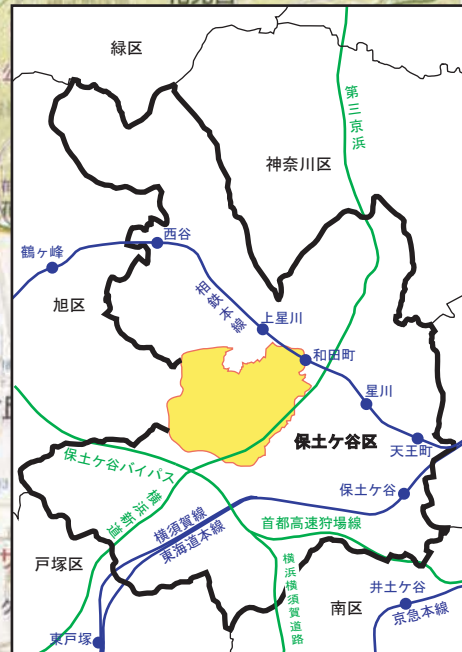 緑区
第三京浜
神奈川区
西谷
鶴ヶ峰
旭区
相鉄本線
上星川
和田町
星川
保土ケ谷区
天王町
保土ケ谷バイパス
保土ケ谷
横浜新道
横須賀線
東海道本線
首都高速狩場線
戸塚区
横浜横須賀道路
井土ケ谷
南区
京急本線
東戸塚